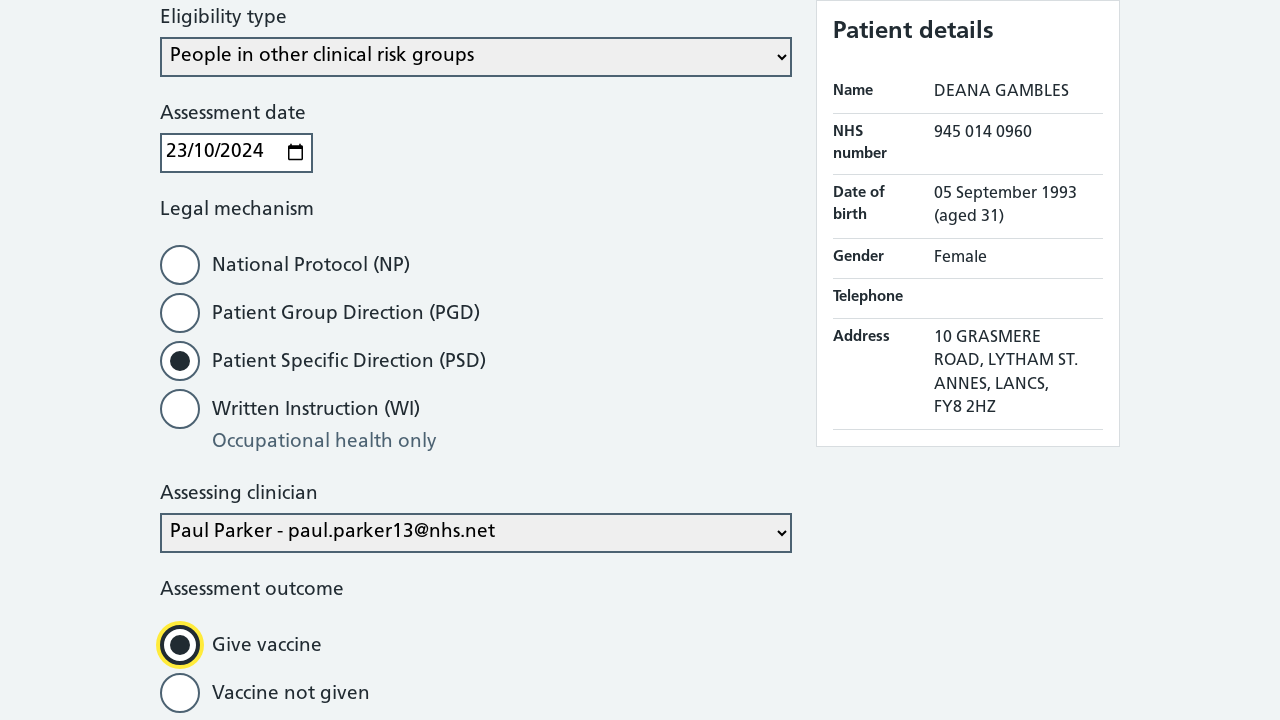 Eligibility type
People in other clinical risk groups
Assessment date
23/10/2024
Legal mechanism
National Protocol (NP)
Patient Group Direction (PGD)
Patient Specific Direction (PSD)
Written Instruction (WI)
Occupational health only
Assessing clinician
Paul Parker - paul.parker13@nhs.net
Assessment outcome
Give vaccine
Vaccine not given
Patient details
Name DEANA GAMBLES
NHS number 945 014 0960
Date of birth 05 September 1993
(aged 31)
Gender Female
Telephone
Address 10 GRASMERE
ROAD, LYTHAM ST.
ANNES, LANCS,
FY8 2HZ